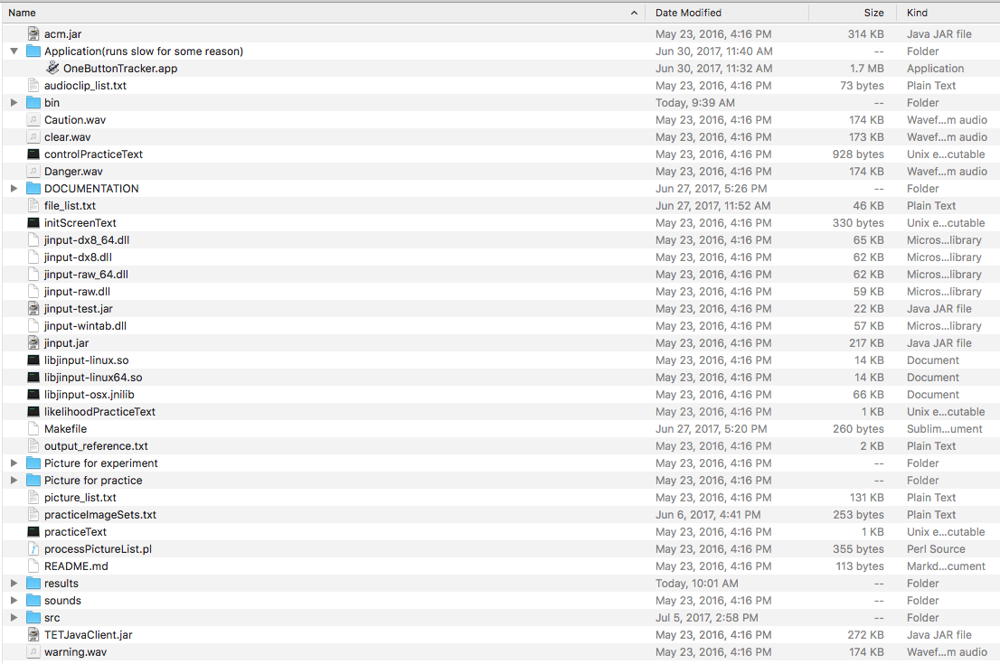 Name Date Modified Size Kind
acm.jar May 23, 2016, 4:16 PM 314 KB Java JAR file
Application(runs slow for some reason) Jun 30, 2017, 11:40 AM -- Folder
OneButtonTracker.app Jun 30, 2017, 11:32 AM 1.7 MB Application
audioclip_list.txt May 23, 2016, 4:16 PM 73 bytes Plain Text
bin Today, 9:39 AM -- Folder
Caution.wav May 23, 2016, 4:16 PM 174 KB Wavef...m audio
clear.wav May 23, 2016, 4:16 PM 173 KB Wavef...m audio
controlPracticeText May 23, 2016, 4:16 PM 928 bytes Unix e...cutable
Danger.wav May 23, 2016, 4:16 PM 174 KB Wavef...m audio
DOCUMENTATION Jun 27, 2017, 5:26 PM -- Folder
file_list.txt Jun 27, 2017, 11:52 AM 46 KB Plain Text
initScreenText May 23, 2016, 4:16 PM 330 bytes Unix e...cutable
jinput-dx8_64.dll May 23, 2016, 4:16 PM 65 KB Micros...library
jinput-dx8.dll May 23, 2016, 4:16 PM 62 KB Micros...library
jinput-raw_64.dll May 23, 2016, 4:16 PM 62 KB Micros...library
jinput-raw.dll May 23, 2016, 4:16 PM 59 KB Micros...library
jinput-test.jar May 23, 2016, 4:16 PM 22 KB Java JAR file
jinput-wintab.dll May 23, 2016, 4:16 PM 57 KB Micros...library
jinput.jar May 23, 2016, 4:16 PM 217 KB Java JAR file
libjinput-linux.so May 23, 2016, 4:16 PM 14 KB Document
libjinput-linux64.so May 23, 2016, 4:16 PM 14 KB Document
libjinput-osx.jnilib May 23, 2016, 4:16 PM 66 KB Document
likelihoodPracticeText May 23, 2016, 4:16 PM 1 KB Unix e...cutable
Makefile Jun 27, 2017, 5:20 PM 260 bytes Sublim...ument
output_reference.txt May 23, 2016, 4:16 PM 2 KB Plain Text
Picture for experiment May 23, 2016, 4:16 PM -- Folder
Picture for practice May 23, 2016, 4:16 PM -- Folder
picture_list.txt May 23, 2016, 4:16 PM 131 KB Plain Text
practiceImageSets.txt Jun 6, 2017, 4:41 PM 253 bytes Plain Text
practiceText May 23, 2016, 4:16 PM 1 KB Unix e...cutable
processPictureList.pl May 23, 2016, 4:16 PM 355 bytes Perl Source
README.md May 23, 2016, 4:16 PM 113 bytes Markd...cument
results Today, 10:01 AM -- Folder
sounds May 23, 2016, 4:16 PM -- Folder
src Jul 5, 2017, 2:58 PM -- Folder
TETJavaClient.jar May 23, 2016, 4:16 PM 272 KB Java JAR file
warning.wav May 23, 2016, 4:16 PM 174 KB Wavef...m audio